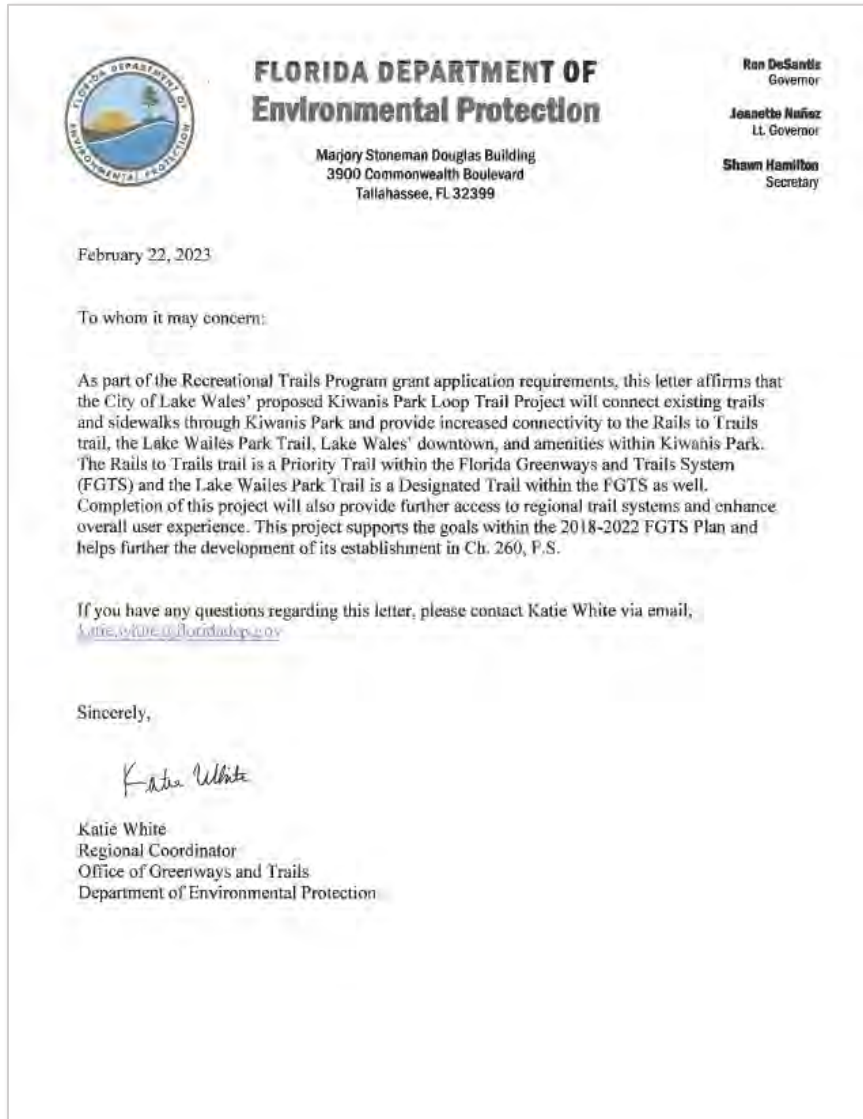 FLORIDA DEPARTMENT OF
ENVIRONMENTAL PROTECTION
FLORIDA DEPARTMENT OF
Environmental Protection
Marjory Stoneman Douglas Building
3900 Commonwealth Boulevard
Tallahassee, FL 32399
Ron DeSantis
Governor
Jeanette Nuñez
Lt. Governor
Shawn Hamilton
Secretary
February 22, 2023
To whom it may concern:
As part of the Recreational Trails Program grant application requirements, this letter affirms that
the City of Lake Wales' proposed Kiwanis Park Loop Trail Project will connect existing trails
and sidewalks through Kiwanis Park and provide increased connectivity to the Rails to Trails
trail, the Lake Wailes Park Trail, Lake Wales' downtown, and amenities within Kiwanis Park.
The Rails to Trails trail is a Priority Trail within the Florida Greenways and Trails System
(FGTS) and the Lake Wailes Park Trail is a Designated Trail within the FGTS as well.
Completion of this project will also provide further access to regional trail systems and enhance
overall user experience. This project supports the goals within the 2018-2022 FGTS Plan and
helps further the development of its establishment in Ch. 260, F.S.
If you have any questions regarding this letter, please contact Katie White via email,
katie.white@floridadep.gov
Sincerely,
Katie White
Katie White
Regional Coordinator
Office of Greenways and Trails
Department of Environmental Protection